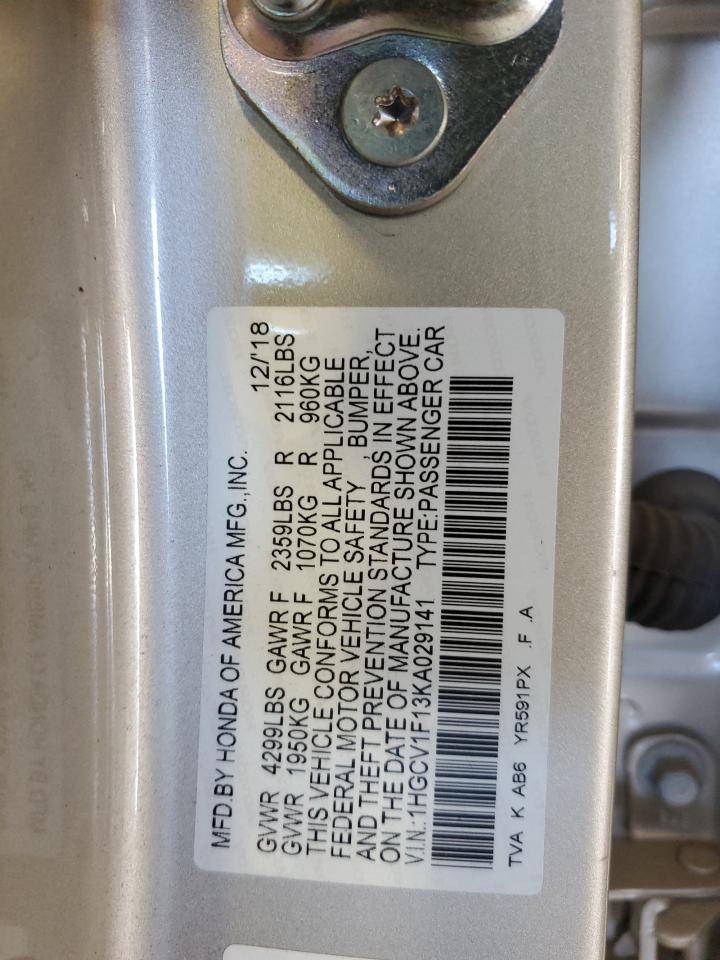 MFD.BY HONDA OF AMERICA MFG.,INC. 12/'18
GVWR 4299LBS GAWR F 2359LBS R 2116LBS
GVWR 1950KG GAWR F 1070KG R 960KG
THIS VEHICLE CONFORMS TO ALL APPLICABLE
FEDERAL MOTOR VEHICLE SAFETY , BUMPER,
AND THEFT PREVENTION STANDARDS, IN EFFECT
ON THE DATE OF MANUFACTURE SHOWN ABOVE.
V.I.N.:1HGCV1F13KA029141 TYPE:PASSENGER CAR
TVA K AB6 YR591PX .F .A